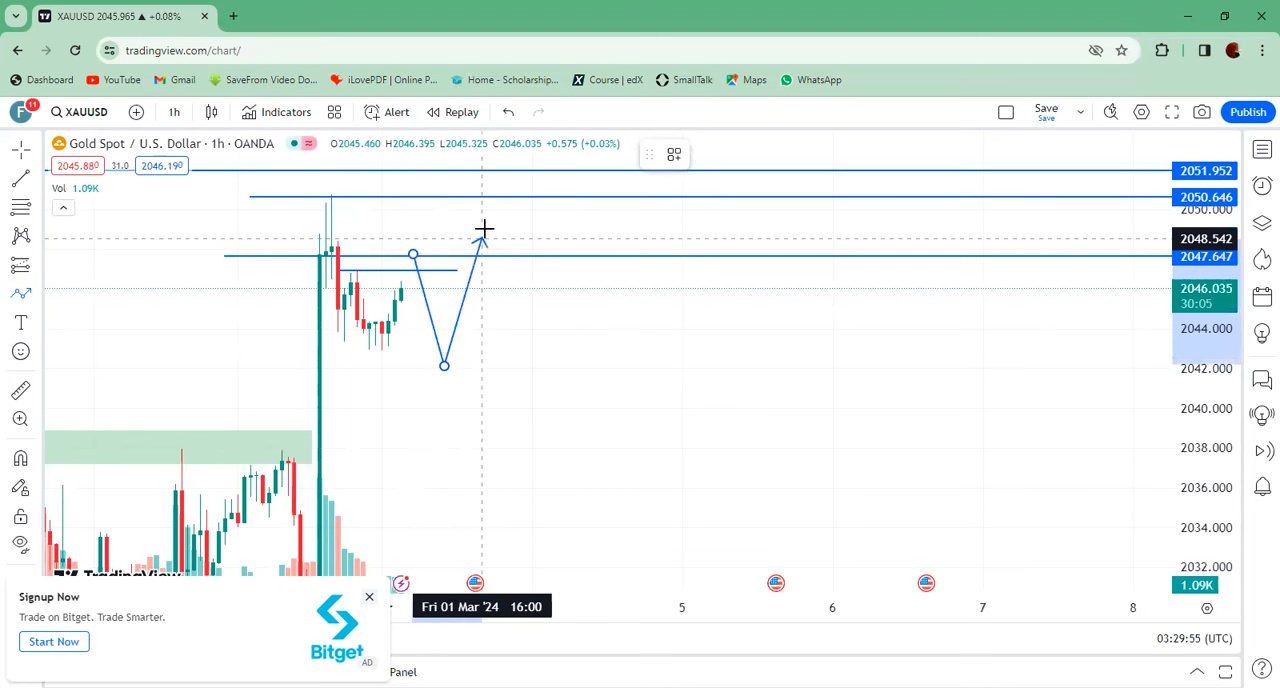 XAUUSD 2045.965 ▲ +0.08%
tradingview.com/chart/
Dashboard YouTube Gmail SaveFrom Video Do... iLovePDF | Online P... Home - Scholarship... Course | edX SmallTalk Maps WhatsApp
F 11 XAUUSD 1h Indicators Alert Replay Save Save Publish
Gold Spot / U.S. Dollar · 1h · OANDA O2045.460 H2046.395 L2045.325 C2046.035 +0.575 (+0.03%)
2045.880 31.0 2046.190
Vol 1.09K
2051.952
2050.646
2050.000
2048.542
2047.647
2046.035
30:05
2044.000
2042.000
2040.000
2038.000
2036.000
2034.000
2032.000
1.09K
TradingView
Fri 01 Mar '24 16:00
5 6 7 8
03:29:55 (UTC)
Signup Now
Trade on Bitget. Trade Smarter.
Start Now
Bitget
AD
Panel